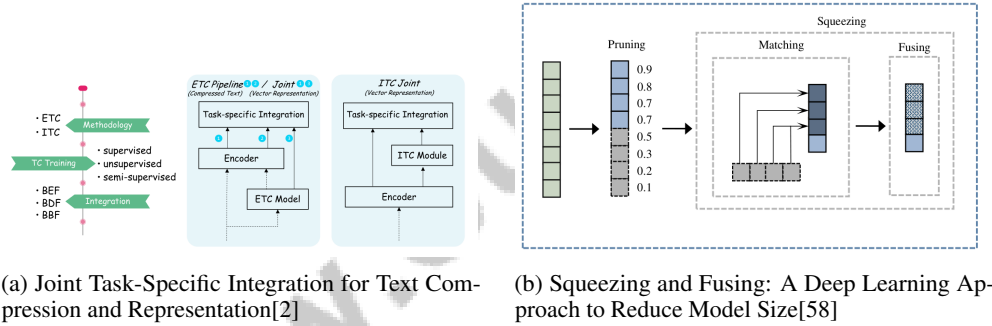 • ETC
• ITC
Methodology
TC Training
• supervised
• unsupervised
• semi-supervised
• BEF
• BDF
• BBF
Integration
ETC Pipeline / Joint
(Compressed Text) (Vector Representation)
Task-specific Integration
Encoder
ETC Model
ITC Joint
(Vector Representation)
Task-specific Integration
ITC Module
Encoder
(a) Joint Task-Specific Integration for Text Com-
pression and Representation[2]
Squeezing
Pruning
Matching
Fusing
0.9
0.8
0.7
0.7
0.5
0.3
0.2
0.1
(b) Squeezing and Fusing: A Deep Learning Ap-
proach to Reduce Model Size[58]